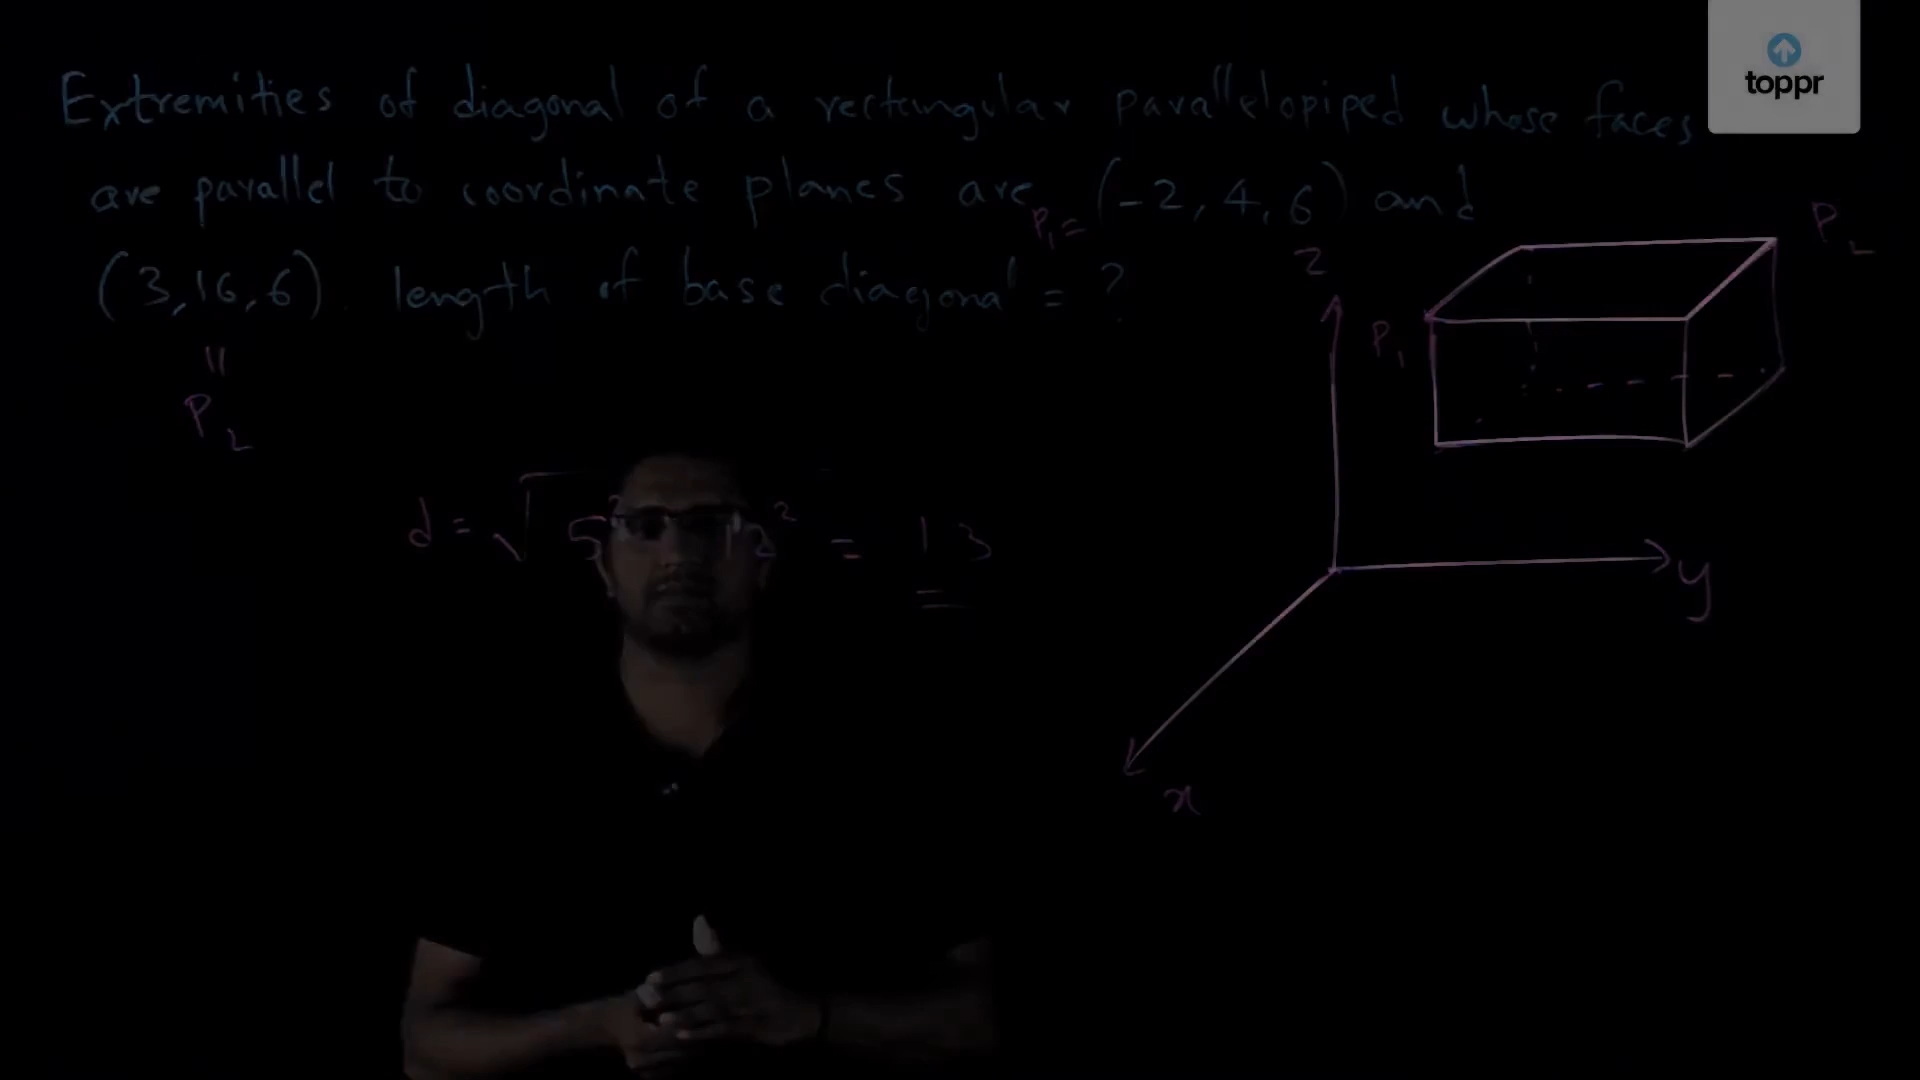 Extremities of diagonal of a rectangular parallelopiped whose faces
are parallel to coordinate planes are (-2, 4, 6) and
P₁ =
(3, 16, 6). length of base diagonal = ?
॥
P₂
d = √5² 12² = 13
toppr
z
P₂
P₁
y
x